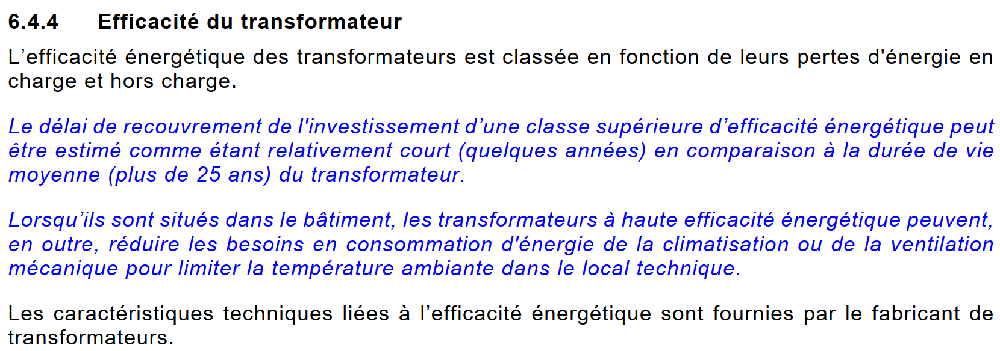 6.4.4 Efficacité du transformateur
L’efficacité énergétique des transformateurs est classée en fonction de leurs pertes d'énergie en
charge et hors charge.
Le délai de recouvrement de l'investissement d’une classe supérieure d’efficacité énergétique peut
être estimé comme étant relativement court (quelques années) en comparaison à la durée de vie
moyenne (plus de 25 ans) du transformateur.
Lorsqu’ils sont situés dans le bâtiment, les transformateurs à haute efficacité énergétique peuvent,
en outre, réduire les besoins en consommation d'énergie de la climatisation ou de la ventilation
mécanique pour limiter la température ambiante dans le local technique.
Les caractéristiques techniques liées à l’efficacité énergétique sont fournies par le fabricant de
transformateurs.